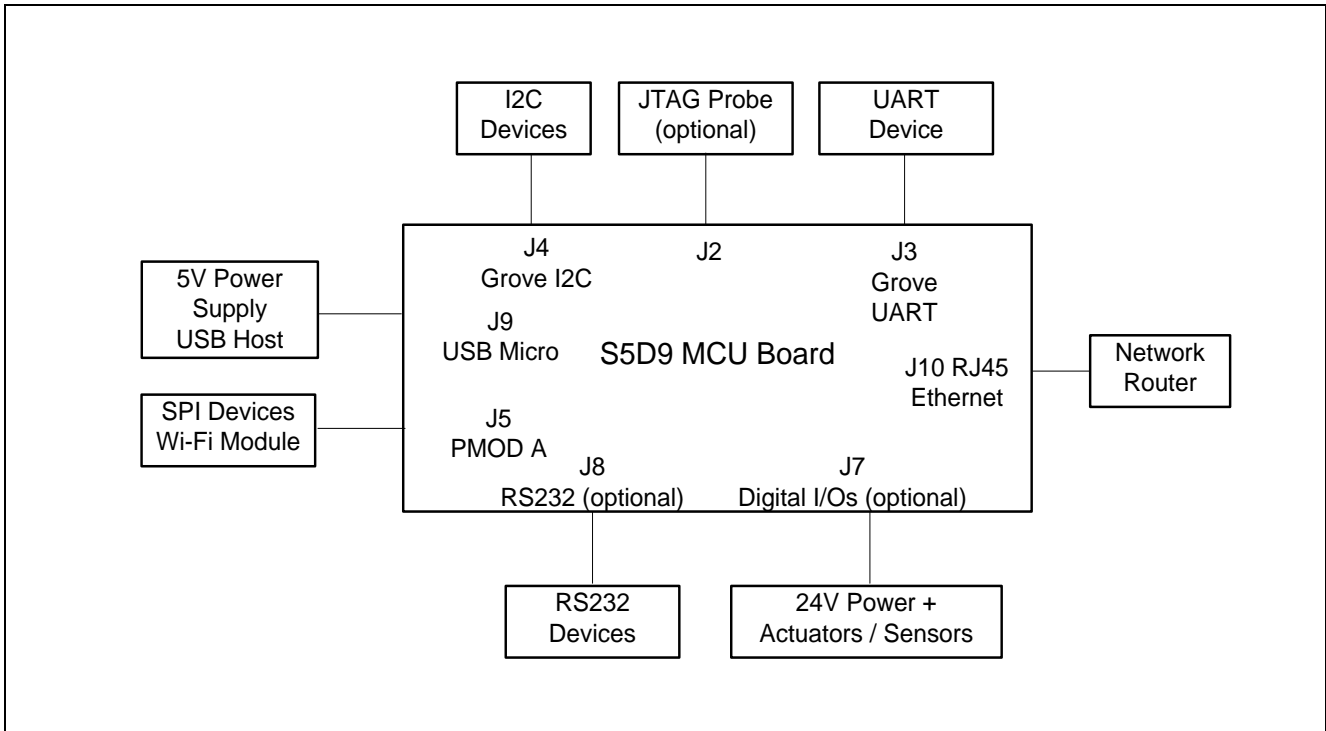 I2C
Devices
JTAG Probe
(optional)
UART
Device
J4
Grove I2C
J2
J3
Grove
UART
5V Power
Supply
USB Host
J9
USB Micro
S5D9 MCU Board
J10 RJ45
Ethernet
Network
Router
SPI Devices
Wi-Fi Module
J5
PMOD A
J8
RS232 (optional)
J7
Digital I/Os (optional)
RS232
Devices
24V Power +
Actuators / Sensors